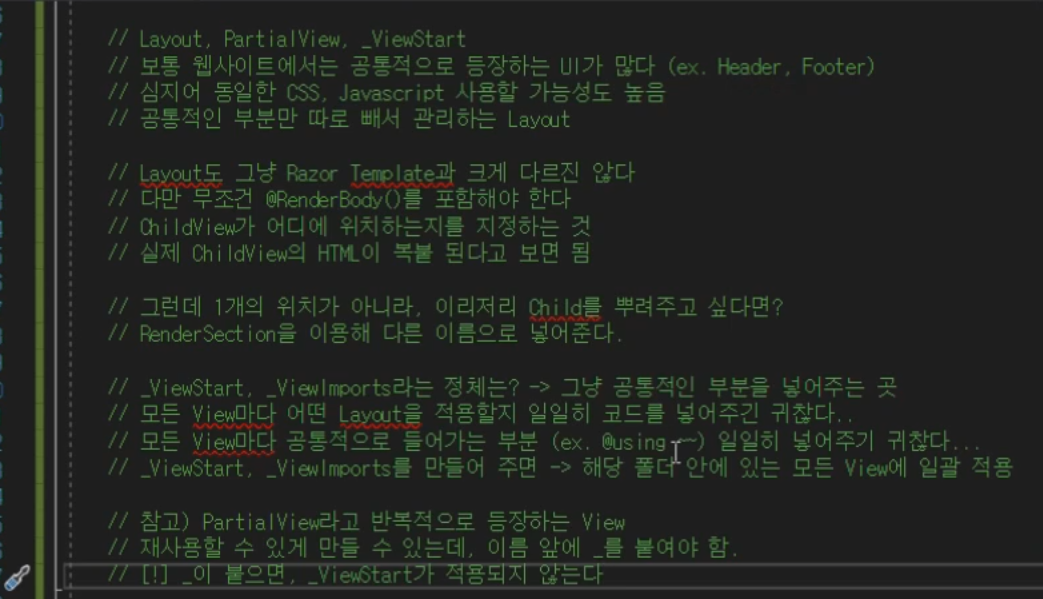 // Layout, PartialView, _ViewStart
// 보통 웹사이트에서는 공통적으로 등장하는 UI가 많다 (ex. Header, Footer)
// 심지어 동일한 CSS, Javascript 사용할 가능성도 높음
// 공통적인 부분만 따로 빼서 관리하는 Layout
// Layout도 그냥 Razor Template과 크게 다르진 않다
// 다만 무조건 @RenderBody()를 포함해야 한다
// ChildView가 어디에 위치하는지를 지정하는 것
// 실제 ChildView의 HTML이 복붙 된다고 보면 됨
// 그런데 1개의 위치가 아니라, 이리저리 Child를 뿌려주고 싶다면?
// RenderSection을 이용해 다른 이름으로 넣어준다.
// _ViewStart, _ViewImports라는 정체는? -> 그냥 공통적인 부분을 넣어주는 곳
// 모든 View마다 어떤 Layout을 적용할지 일일히 코드를 넣어주긴 귀찮다..
// 모든 View마다 공통적으로 들어가는 부분 (ex. @using ~~) 일일히 넣어주기 귀찮다...
// _ViewStart, _ViewImports를 만들어 주면 -> 해당 폴더 안에 있는 모든 View에 일괄 적용
// 참고) PartialView라고 반복적으로 등장하는 View
// 재사용할 수 있게 만들 수 있는데, 이름 앞에 _를 붙여야 함.
// [!] _이 붙으면, _ViewStart가 적용되지 않는다